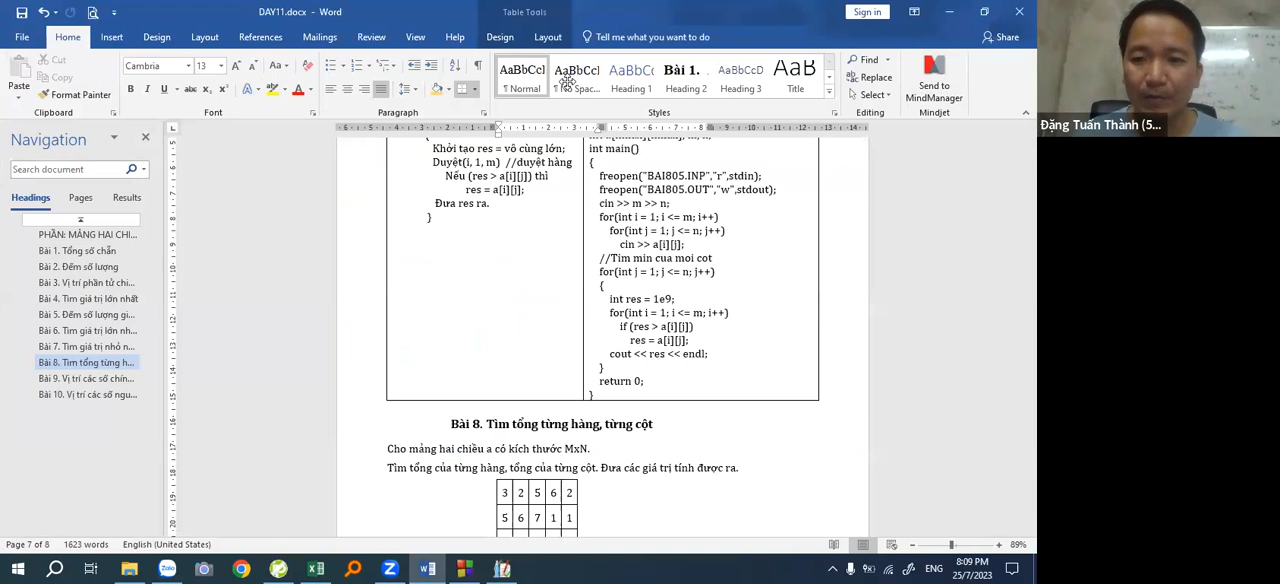 DAY11.docx - Word
Table Tools
Sign in
File
Home
Insert
Design
Layout
References
Mailings
Review
View
Help
Design
Layout
Tell me what you want to do
Share
Paste
Cut
Copy
Format Painter
Clipboard
Cambria
13
Font
Paragraph
AaBbCcl
¶ Normal
Heading 1
Bài 1.
Heading 2
AaBbCcD
Heading 3
AaB
Title
Styles
Find
Replace
Select
Editing
Send to
MindManager
Mindjet
Đặng Tuấn Thành (5...
Navigation
Search document
Headings
Pages
Results
PHẦN: MẢNG HAI CHI...
Bài 1. Tổng số chẵn
Bài 2. Đếm số lượng
Bài 3. Vị trí phần tử chi...
Bài 4. Tìm giá trị lớn nhất
Bài 5. Đếm số lượng gi...
Bài 6. Tìm giá trị lớn nh...
Bài 7. Tìm giá trị nhỏ n...
Bài 8. Tìm tổng từng h...
Bài 9. Vị trí các số chín...
Bài 10. Vị trí các số ngu...
Khởi tạo res = vô cùng lớn;
Duyệt(i, 1, m) //duyệt hàng
Nếu (res > a[i][j]) thì
res = a[i][j];
Đưa res ra.
}
int main()
{
freopen("BAI805.INP","r",stdin);
freopen("BAI805.OUT","w",stdout);
cin >> m >> n;
for(int i = 1; i <= m; i++)
for(int j = 1; j <= n; j++)
cin >> a[i][j];
//Tim min cua moi cot
for(int j = 1; j <= n; j++)
{
int res = 1e9;
for(int i = 1; i <= m; i++)
if (res > a[i][j])
res = a[i][j];
cout << res << endl;
}
return 0;
}
Bài 8. Tìm tổng từng hàng, từng cột
Cho mảng hai chiều a có kích thước MxN.
Tìm tổng của từng hàng, tổng của từng cột. Đưa các giá trị tính được ra.
3 2 5 6 2
5 6 7 1 1
Page 7 of 8
1623 words
English (United States)
89%
ENG
8:09 PM
25/7/2023